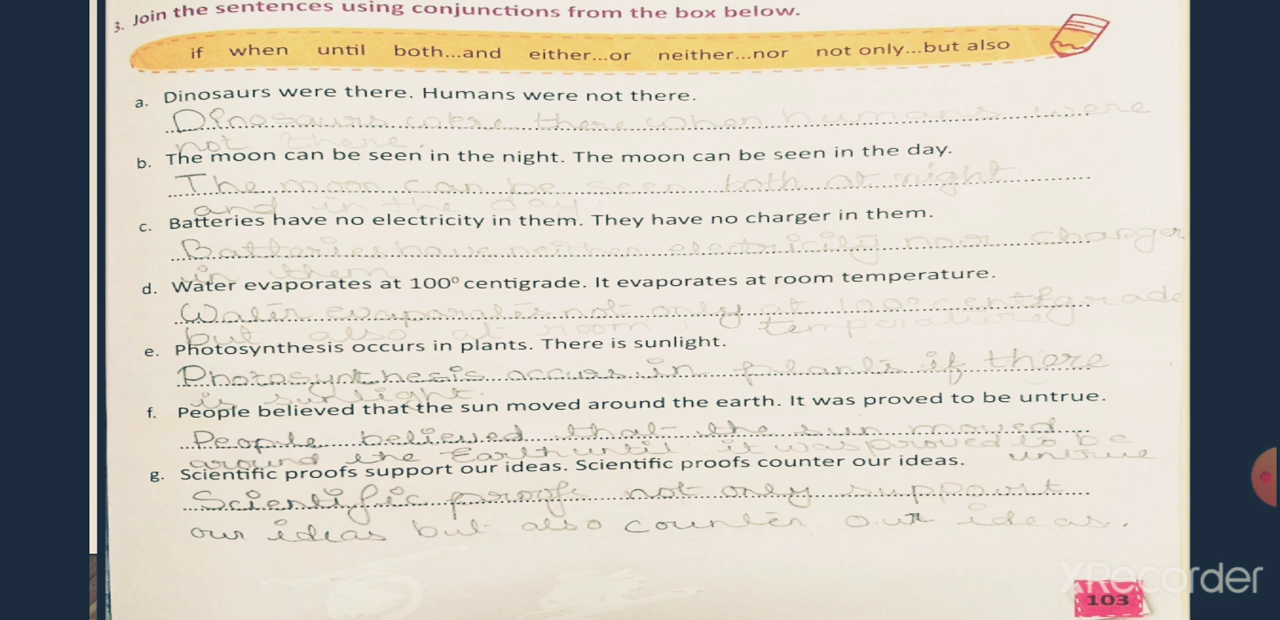 3. Join the sentences using conjunctions from the box below.
if when until both...and either...or neither...nor not only...but also
a. Dinosaurs were there. Humans were not there.
Dinosaurs were there when humans were
not there.
b. The moon can be seen in the night. The moon can be seen in the day.
The moon can be seen both at night
and in the day.
c. Batteries have no electricity in them. They have no charger in them.
Batteries have neither electricity nor charger
in them
d. Water evaporates at 100⁰ centigrade. It evaporates at room temperature.
Water evaporates not only at 100⁰ centigrade
but also at room temperature
e. Photosynthesis occurs in plants. There is sunlight.
Photosynthesis occurs in plants if there
is sunlight.
f. People believed that the sun moved around the earth. It was proved to be untrue.
People believed that the sun moved
around the Earth until it was proved to be
untrue
g. Scientific proofs support our ideas. Scientific proofs counter our ideas.
Scientific proofs not only support
our ideas but also counter our ideas.
XRecorder
103